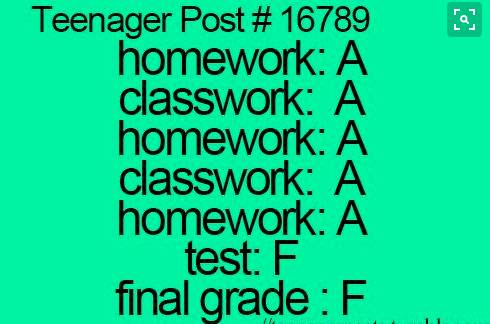 Teenager Post # 16789
homework: A
classwork: A
homework: A
classwork: A
homework: A
test: F
final grade : F